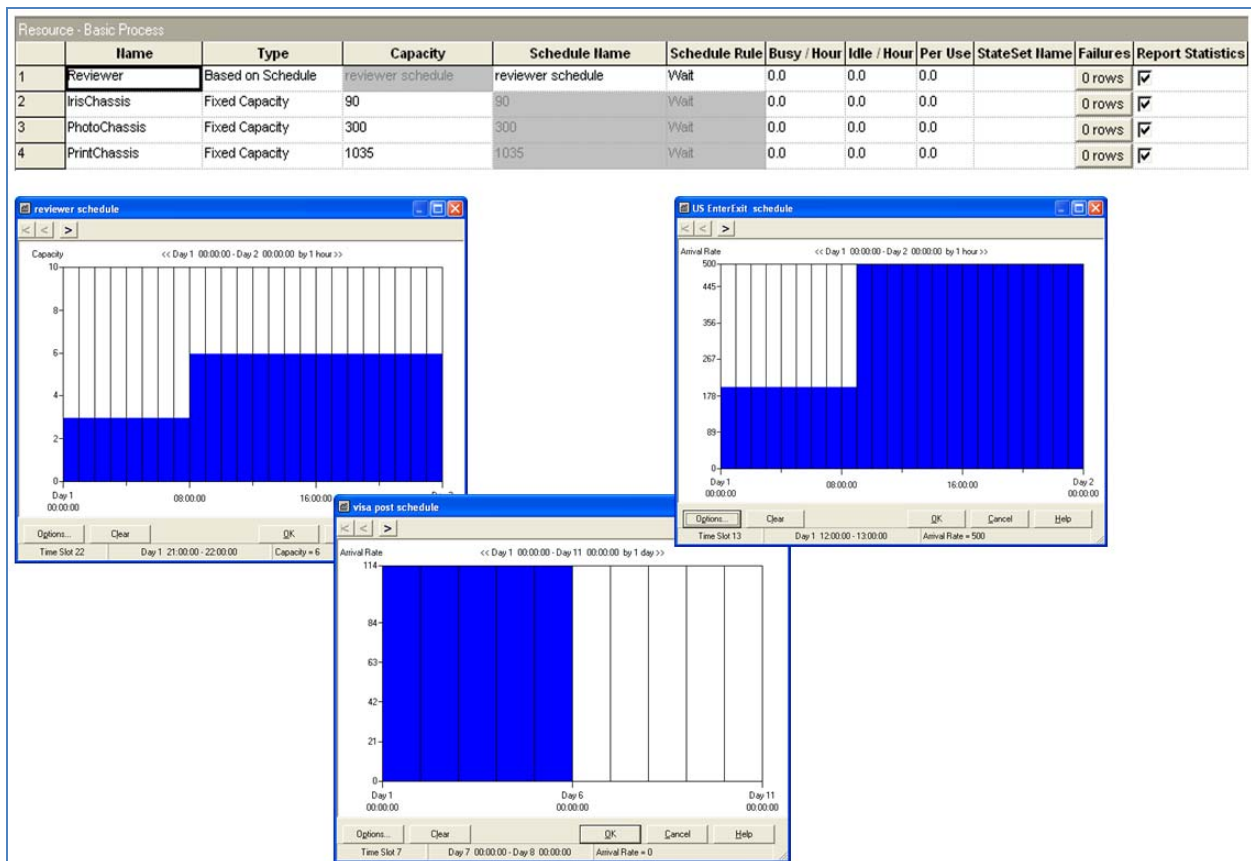 Resource - Basic Process
Name Type Capacity Schedule Name Schedule Rule Busy / Hour Idle / Hour Per Use StateSet Name Failures Report Statistics
1 Reviewer Based on Schedule reviewer schedule reviewer schedule Wait 0.0 0.0 0.0 0 rows
2 IrisChassis Fixed Capacity 90 90 Wait 0.0 0.0 0.0 0 rows
3 PhotoChassis Fixed Capacity 300 300 Wait 0.0 0.0 0.0 0 rows
4 PrintChassis Fixed Capacity 1035 1035 Wait 0.0 0.0 0.0 0 rows
reviewer schedule
< < >
Capacity << Day 1 00:00:00 - Day 2 00:00:00 by 1 hour >>
10
8
6
4
2
0
Day 1
00:00:00 08:00:00 16:00:00
Options... Clear OK
Time Slot 22 Day 1 21:00:00 - 22:00:00 Capacity = 6
US EnterExit schedule
< < >
Arrival Rate << Day 1 00:00:00 - Day 2 00:00:00 by 1 hour >>
500
445
356
267
178
89
0
Day 1 08:00:00 16:00:00 Day 2
00:00:00 00:00:00
Options... Clear OK Cancel Help
Time Slot 13 Day 1 12:00:00 - 13:00:00 Arrival Rate = 500
visa post schedule
< < >
Arrival Rate << Day 1 00:00:00 - Day 11 00:00:00 by 1 day >>
114
84
63
42
21
0
Day 1 Day 6 Day 11
00:00:00 00:00:00 00:00:00
Options... Clear OK Cancel Help
Time Slot 7 Day 7 00:00:00 - Day 8 00:00:00 Arrival Rate = 0